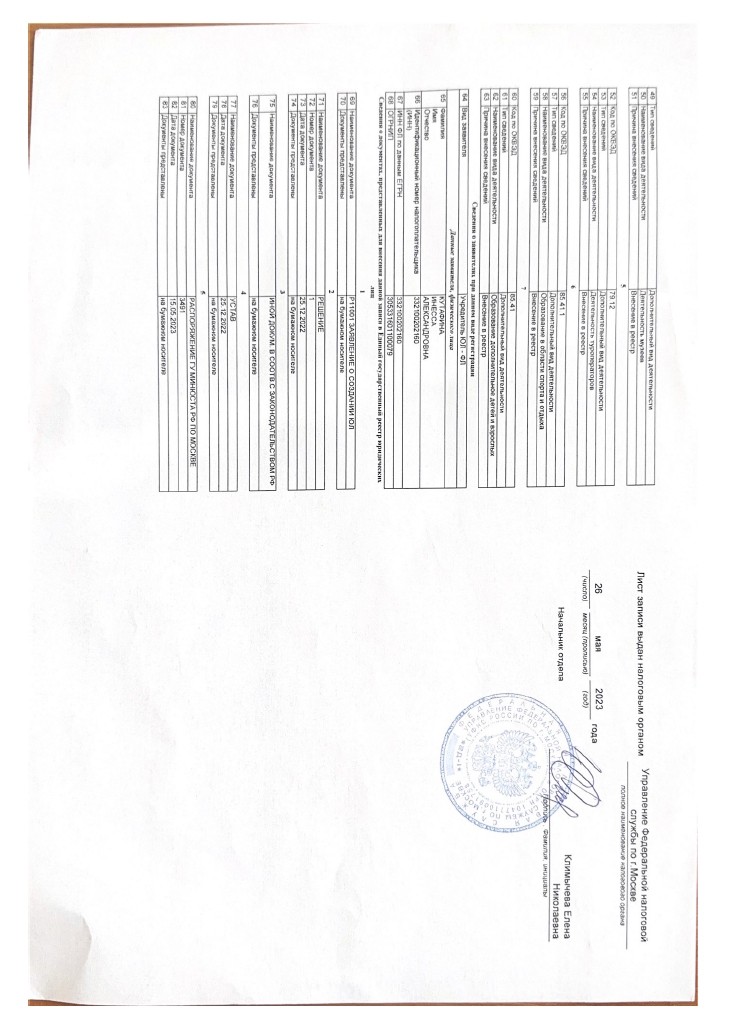 49 Тип сведений Дополнительный вид деятельности
50 Наименование вида деятельности Деятельность музеев
51 Причина внесения сведений Внесение в реестр
5
52 Код по ОКВЭД 79.12
53 Тип сведений Дополнительный вид деятельности
54 Наименование вида деятельности Деятельность туроператоров
55 Причина внесения сведений Внесение в реестр
6
56 Код по ОКВЭД 85.41.1
57 Тип сведений Дополнительный вид деятельности
58 Наименование вида деятельности Образование в области спорта и отдыха
59 Причина внесения сведений Внесение в реестр
7
60 Код по ОКВЭД 85.41
61 Тип сведений Дополнительный вид деятельности
62 Наименование вида деятельности Образование дополнительное детей и взрослых
63 Причина внесения сведений Внесение в реестр
Сведения о заявителях при данном виде регистрации
64 Вид заявителя Учредитель ЮЛ - ФЛ
Данные заявителя, физического лица
65 Фамилия КУТАВИНА
Имя ИНЕССА
Отчество АЛЕКСАНДРОВНА
66 Идентификационный номер налогоплательщика 332100202160
(ИНН)
67 ИНН ФЛ по данным ЕГРН 332100202160
68 ОГРНИП
Сведения о документах, представленных для внесения данной записи в Единый государственный реестр юридических
лиц
1
69 Наименование документа Р11001 ЗАЯВЛЕНИЕ О СОЗДАНИИ ЮЛ
70 Документы представлены на бумажном носителе
2
71 Наименование документа РЕШЕНИЕ
72 Номер документа 1
73 Дата документа 25.12.2022
74 Документы представлены на бумажном носителе
3
75 Наименование документа ИНОЙ ДОКУМ. В СООТВ.С ЗАКОНОДАТЕЛЬСТВОМ РФ
76 Документы представлены на бумажном носителе
4
77 Наименование документа УСТАВ
78 Дата документа 25.12.2022
79 Документы представлены на бумажном носителе
5
80 Наименование документа РАСПОРЯЖЕНИЕ ГУ МИНЮСТА РФ ПО МОСКВЕ
81 Номер документа 3491
82 Дата документа 15.05.2023
83 Документы представлены на бумажном носителе
Лист записи выдан налоговым органом Управление Федеральной налоговой
службы по г.Москве
полное наименование налогового органа
26 мая 2023 года
(число) месяц (прописью) (год)
Начальник отдела Климычева Елена
Николаевна
Подпись Фамилия инициалы